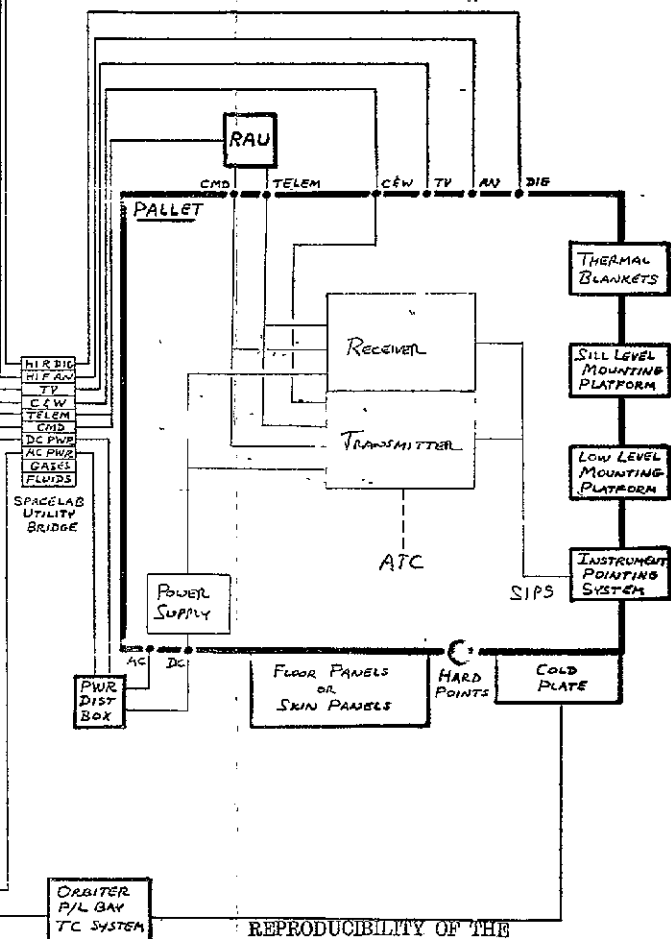 RAU
CMD
TELEM
C&W
TV
AN
DIG
PALLET
THERMAL
BLANKETS
RECEIVER
SILL LEVEL
MOUNTING
PLATFORM
HI R DIG
HI F AN
TV
C&W
TELEM
CMD
DC PWR
AC PWR
GASES
FLUIDS
SPACELAB
UTILITY
BRIDGE
TRANSMITTER
LOW LEVEL
MOUNTING
PLATFORM
ATC
INSTRUMENT
POINTING
SYSTEM
SIPS
POWER
SUPPLY
AC
DC
PWR
DIST
BOX
FLOOR PANELS
OR
SKIN PANELS
HARD
POINTS
COLD
PLATE
ORBITER
P/L BAY
TC SYSTEM
REPRODUCIBILITY OF THE